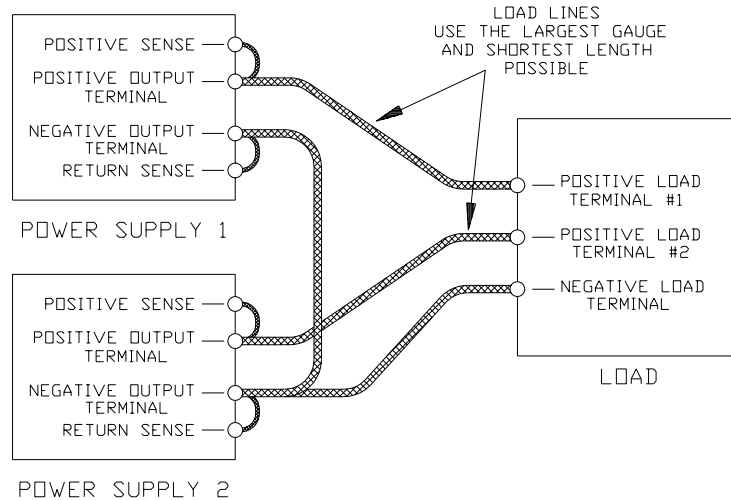 LOAD LINES
USE THE LARGEST GAUGE
AND SHORTEST LENGTH
POSSIBLE
POSITIVE SENSE
POSITIVE OUTPUT
TERMINAL
NEGATIVE OUTPUT
TERMINAL
RETURN SENSE
POWER SUPPLY 1
POSITIVE SENSE
POSITIVE OUTPUT
TERMINAL
NEGATIVE OUTPUT
TERMINAL
RETURN SENSE
POWER SUPPLY 2
POSITIVE LOAD
TERMINAL #1
POSITIVE LOAD
TERMINAL #2
NEGATIVE LOAD
TERMINAL
LOAD